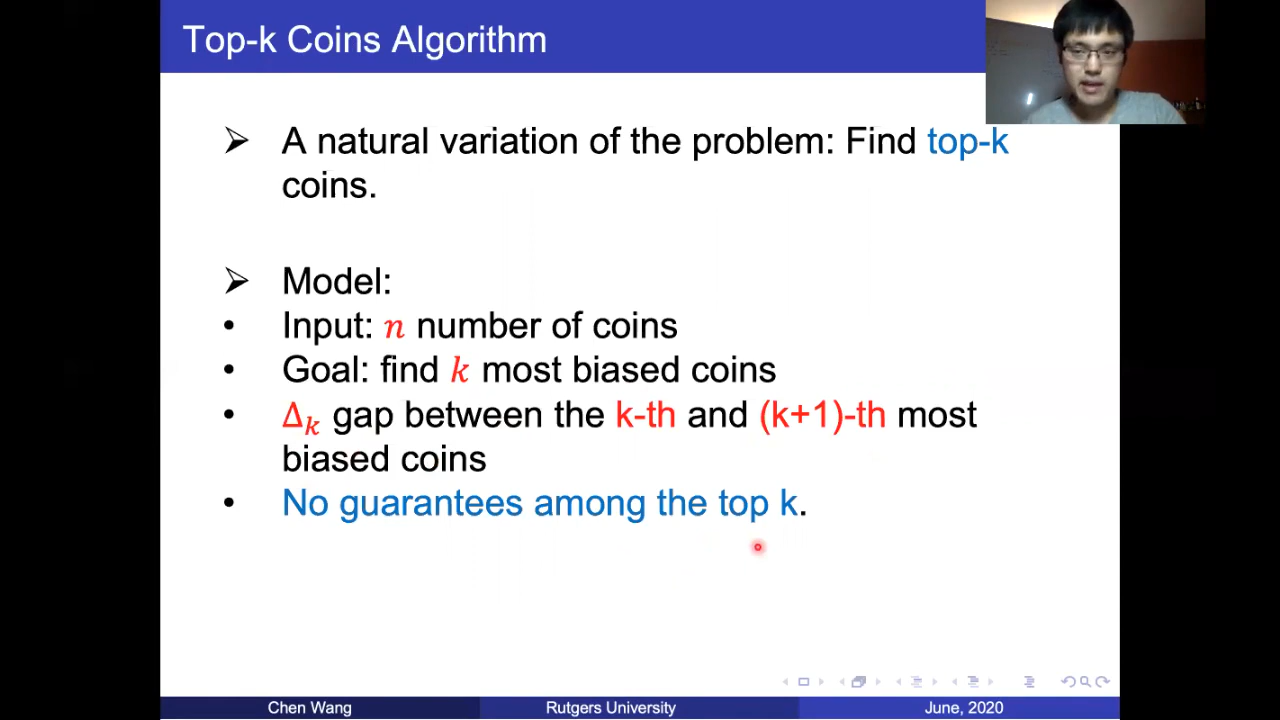 Top-k Coins Algorithm
➢ A natural variation of the problem: Find top-k
coins.
➢ Model:
• Input: n number of coins
• Goal: find k most biased coins
• Δₖ gap between the k-th and (k+1)-th most
biased coins
• No guarantees among the top k.
Chen Wang Rutgers University June, 2020